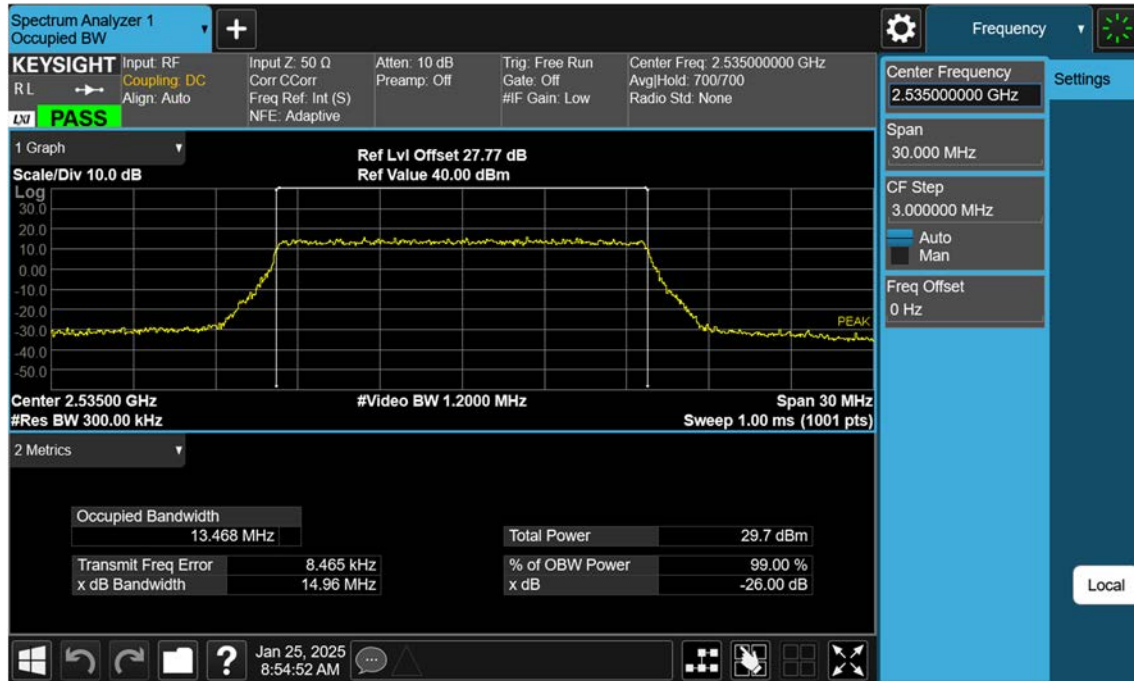 Spectrum Analyzer 1
Occupied BW
+
Frequency
KEYSIGHT
RL
LXI PASS
Input: RF
Coupling: DC
Align: Auto
Input Z: 50 Ω
Corr CCorr
Freq Ref: Int (S)
NFE: Adaptive
Atten: 10 dB
Preamp: Off
Trig: Free Run
Gate: Off
#IF Gain: Low
Center Freq: 2.535000000 GHz
Avg|Hold: 700/700
Radio Std: None
1 Graph
Scale/Div 10.0 dB
Ref Lvl Offset 27.77 dB
Ref Value 40.00 dBm
Log
30.0
20.0
10.0
0.00
-10.0
-20.0
-30.0
-40.0
-50.0
PEAK
Center 2.53500 GHz
#Video BW 1.2000 MHz
Span 30 MHz
#Res BW 300.00 kHz
Sweep 1.00 ms (1001 pts)
2 Metrics
Occupied Bandwidth
13.468 MHz
Total Power 29.7 dBm
Transmit Freq Error 8.465 kHz
% of OBW Power 99.00 %
x dB Bandwidth 14.96 MHz
x dB -26.00 dB
Center Frequency
2.535000000 GHz
Span
30.000 MHz
CF Step
3.000000 MHz
Auto
Man
Freq Offset
0 Hz
Settings
Local
?
Jan 25, 2025
8:54:52 AM